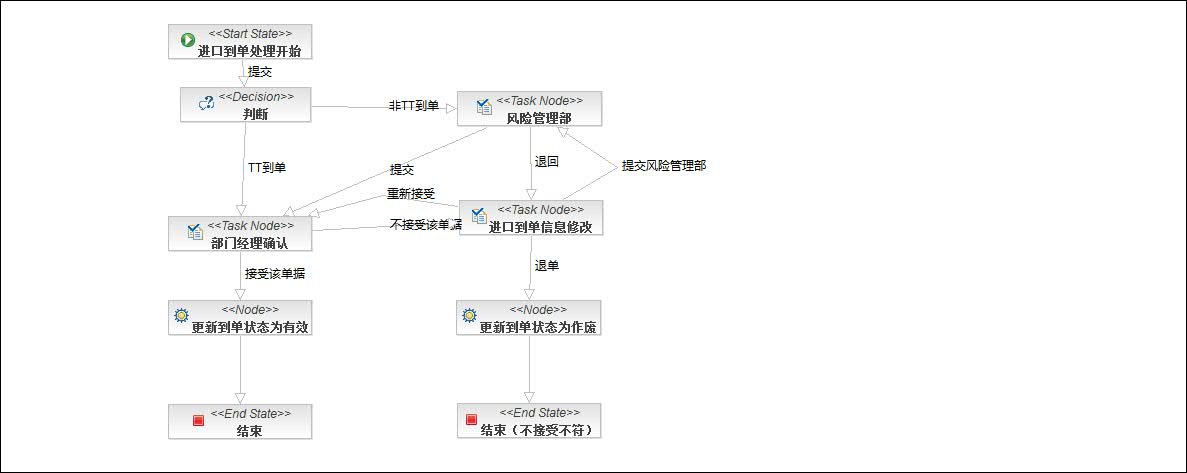 <<Start State>>
进口到单处理开始
提交
<<Decision>>
判断
非TT到单
<<Task Node>>
风险管理部
TT到单
提交
退回
提交风险管理部
重新接受
<<Task Node>>
部门经理确认
不接受该单据
<<Task Node>>
进口到单信息修改
接受该单据
退单
<<Node>>
更新到单状态为有效
<<Node>>
更新到单状态为作废
<<End State>>
结束
<<End State>>
结束（不接受不符）